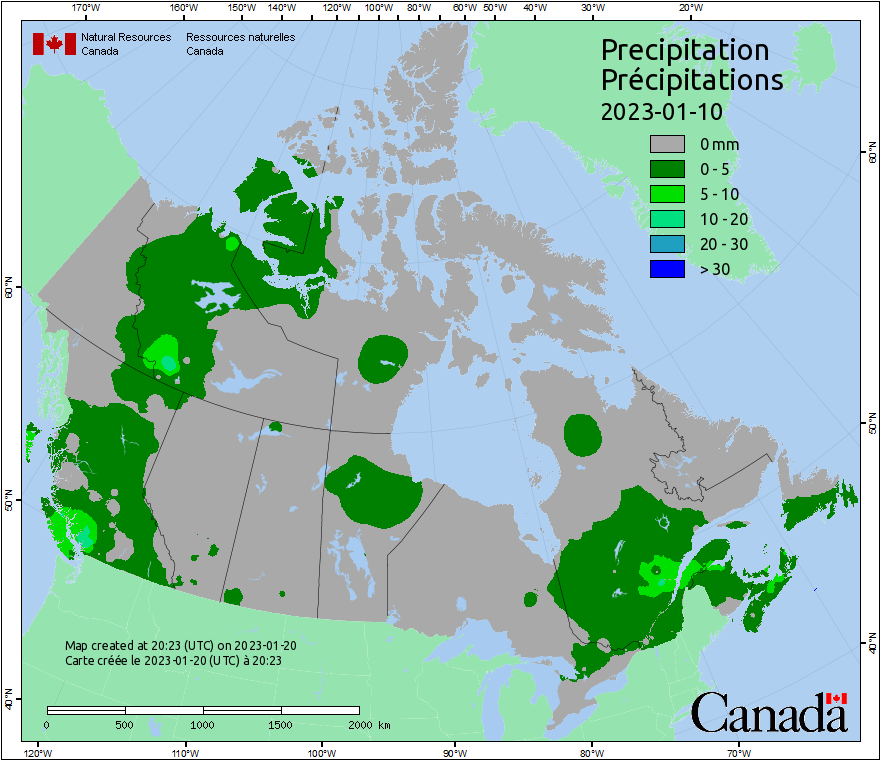 170°W 160°W 150°W 140°W 120°W 100°W 80°W 60°W 50°W 40°W 30°W 20°W
Natural Resources Ressources naturelles
Canada Canada
Precipitation
Précipitations
2023-01-10
0 mm
0 - 5
5 - 10
10 - 20
20 - 30
> 30
60°N
60°N
50°N
50°N
40°N
40°N
Map created at 20:23 (UTC) on 2023-01-20
Carte créée le 2023-01-20 (UTC) à 20:23
0 500 1000 1500 2000 km
Canada
120°W 110°W 100°W 90°W 80°W 70°W